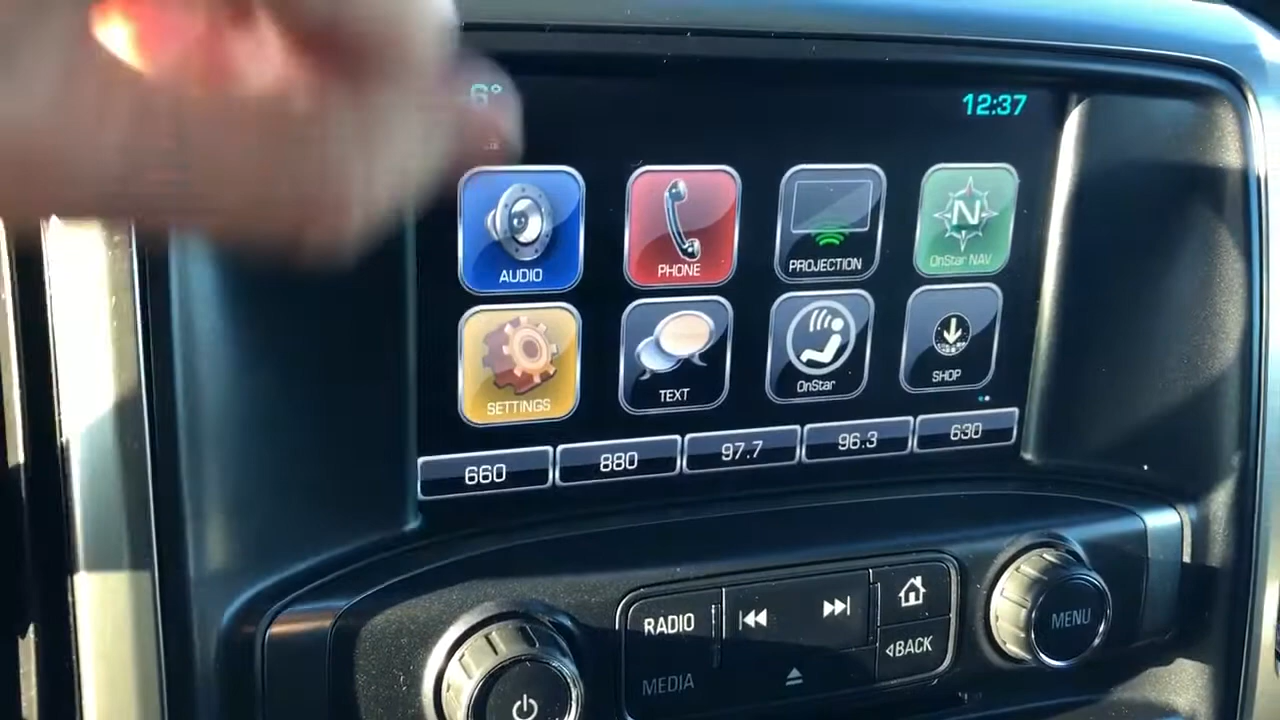 6°
12:37
AUDIO
PHONE
PROJECTION
N
OnStar NAV
SETTINGS
TEXT
OnStar
SHOP
660
880
97.7
96.3
630
RADIO
MEDIA
BACK
MENU